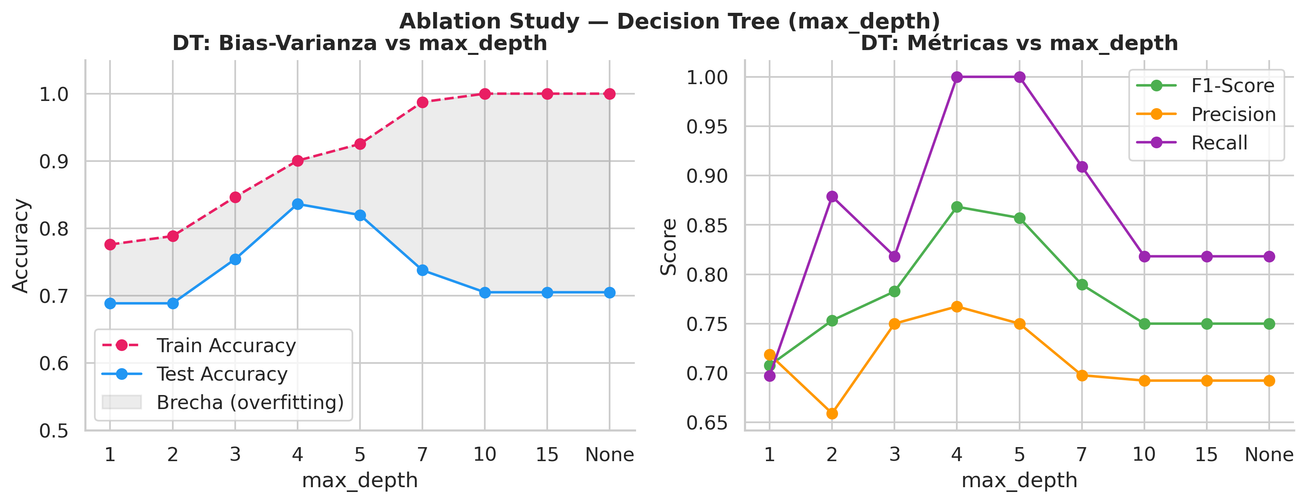 Ablation Study — Decision Tree (max_depth)
DT: Bias-Varianza vs max_depth
Accuracy
1.0
0.9
0.8
0.7
0.6
0.5
Train Accuracy
Test Accuracy
Brecha (overfitting)
1 2 3 4 5 7 10 15 None
max_depth
DT: Métricas vs max_depth
Score
1.00
0.95
0.90
0.85
0.80
0.75
0.70
0.65
F1-Score
Precision
Recall
1 2 3 4 5 7 10 15 None
max_depth